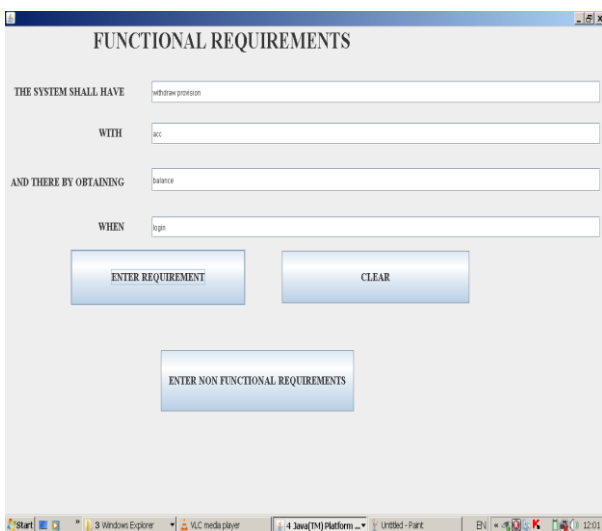 FUNCTIONAL REQUIREMENTS
THE SYSTEM SHALL HAVE withdraw provision
WITH acc
AND THERE BY OBTAINING balance
WHEN login
ENTER REQUIREMENT CLEAR
ENTER NON FUNCTIONAL REQUIREMENTS
Start » 3 Windows Explorer VLC media player 4 Java(TM) Platform ... Untitled - Paint EN « K 12:01